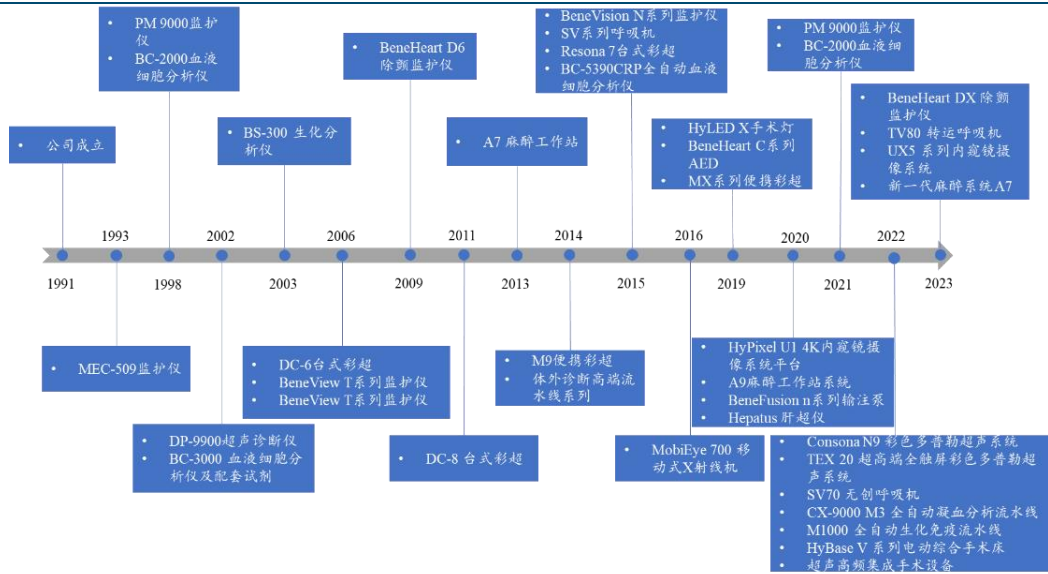 PM 9000监护
仪
BC-2000血液
细胞分析仪
BeneHeart D6
除颤监护仪
BeneVision N系列监护仪
SV系列呼吸机
Resona 7台式彩超
BC-5390CRP全自动血液
细胞分析仪
PM 9000监护仪
BC-2000血液细
胞分析仪
公司成立
BS-300 生化分
析仪
A7 麻醉工作站
HyLED X手术灯
BeneHeart C系列
AED
MX系列便携彩超
BeneHeart DX 除颤
监护仪
TV80 转运呼吸机
UX5 系列内窥镜摄
像系统
新一代麻醉系统A7
1993
2002
2006
2011
2014
2016
2020
2022
1991
1998
2003
2009
2013
2015
2019
2021
2023
MEC-509监护仪
DP-9900超声诊断仪
BC-3000 血液细胞分
析仪及配套试剂
DC-6台式彩超
BeneView T系列监护仪
BeneView T系列监护仪
DC-8 台式彩超
M9便携彩超
体外诊断高端流
水线系列
MobiEye 700 移
动式X射线机
HyPixel U1 4K内窥镜摄
像系统平台
A9麻醉工作站系统
BeneFusion n系列输注泵
Hepatus 肝超仪
Consona N9 彩色多普勒超声系统
TEX 20 超高端全触屏彩色多普勒超
声系统
SV70 无创呼吸机
CX-9000 M3 全自动凝血分析流水线
M1000 全自动生化免疫流水线
HyBase V 系列电动综合手术床
超声高频集成手术设备